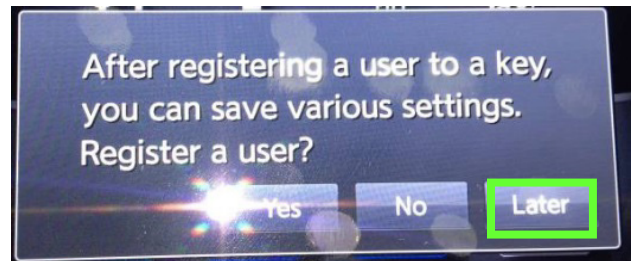 After registering a user to a key,
you can save various settings.
Register a user?
Yes No Later